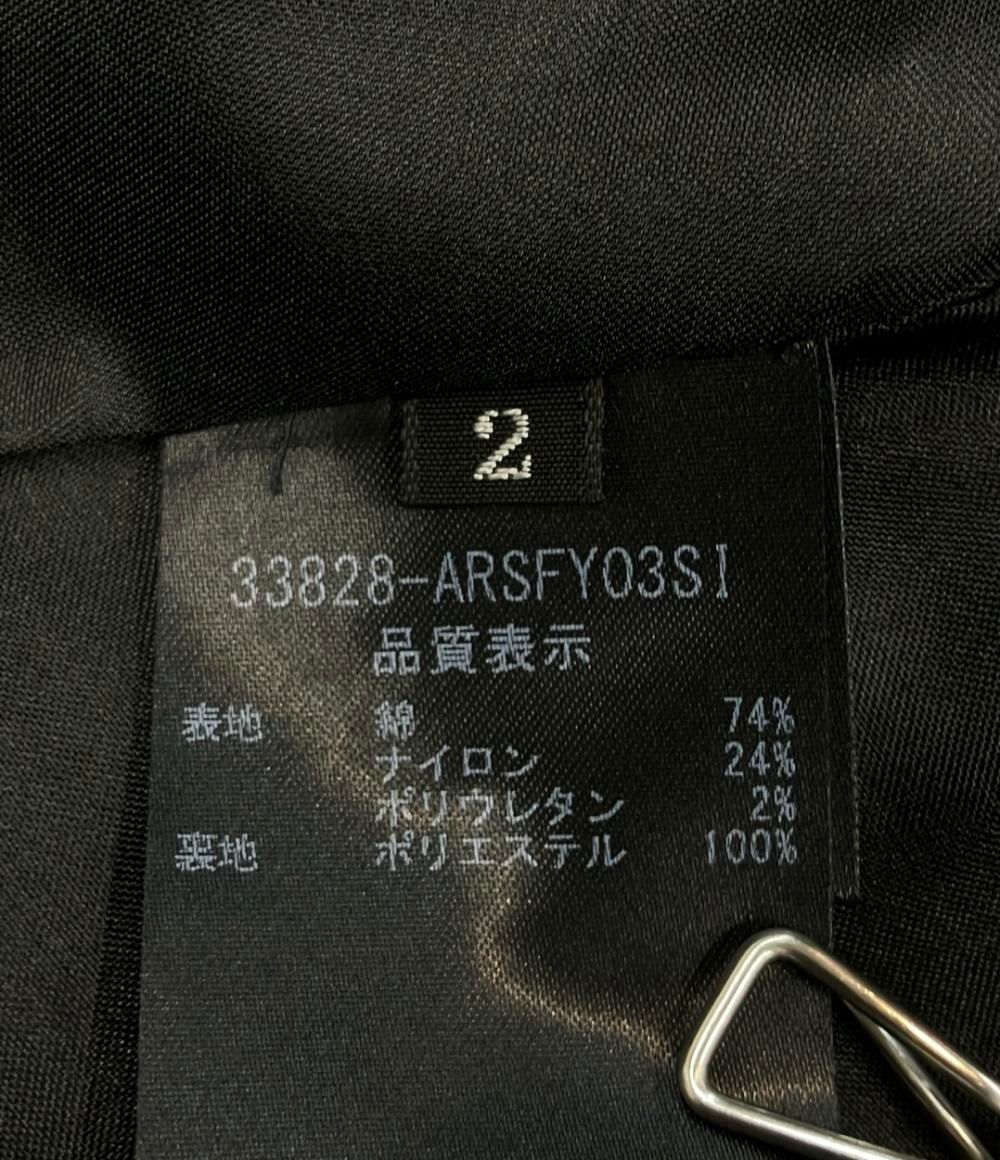 2
33828-ARSFY03SI
品質表示
表地 綿 74%
ナイロン 24%
ポリウレタン 2%
裏地 ポリエステル 100%